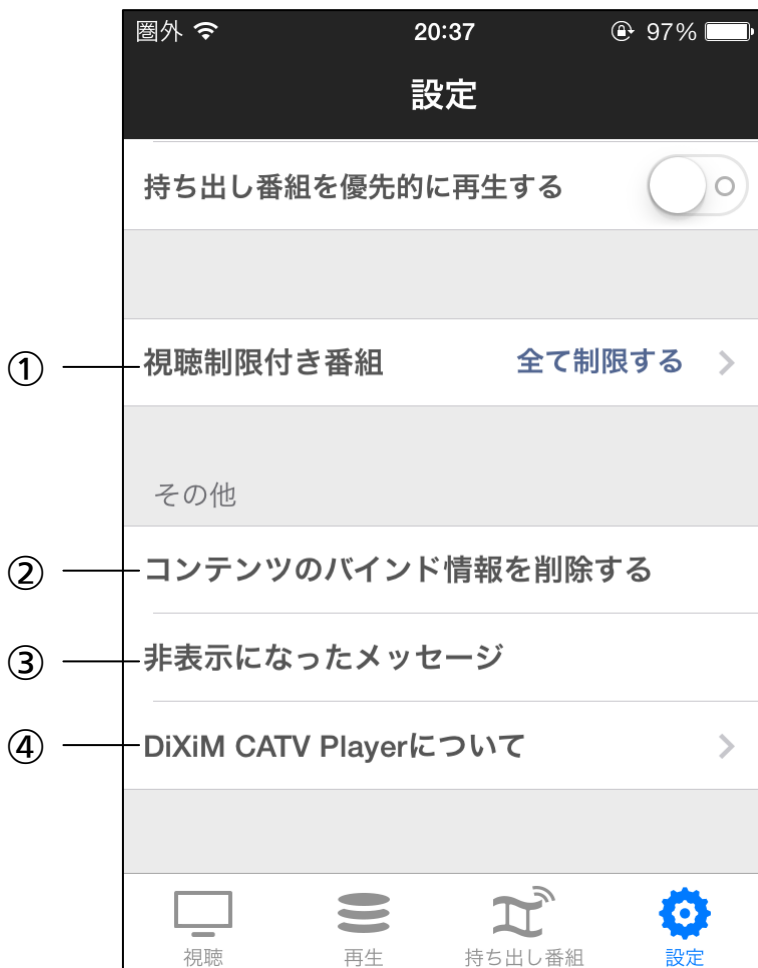 圏外 20:37 97%
設定
持ち出し番組を優先的に再生する
① 視聴制限付き番組 全て制限する
その他
② コンテンツのバインド情報を削除する
③ 非表示になったメッセージ
④ DiXiM CATV Playerについて
視聴 再生 持ち出し番組 設定